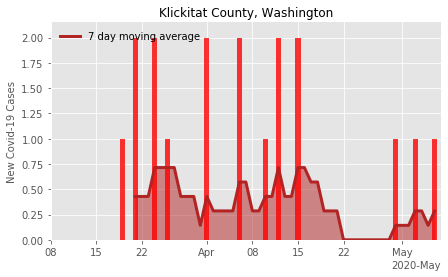 Klickitat County, Washington
7 day moving average
New Covid-19 Cases
2.00
1.75
1.50
1.25
1.00
0.75
0.50
0.25
0.00
08 15 22 Apr 08 15 22 May
2020-May